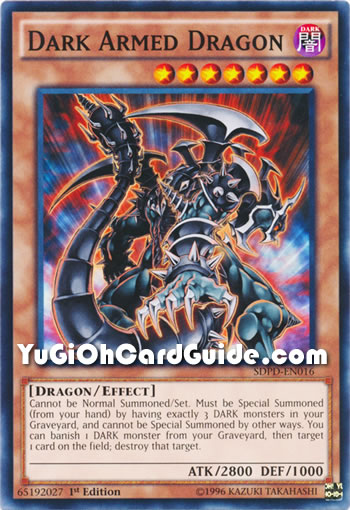 DARK ARMED DRAGON
DARK
闇
YuGiOhCardGuide.com
SDPD-EN016
[DRAGON/EFFECT]
Cannot be Normal Summoned/Set. Must be Special Summoned
(from your hand) by having exactly 3 DARK monsters in your
Graveyard, and cannot be Special Summoned by other ways. You
can banish 1 DARK monster from your Graveyard, then target
1 card on the field; destroy that target.
ATK/2800 DEF/1000
65192027 1st Edition ©1996 KAZUKI TAKAHASHI